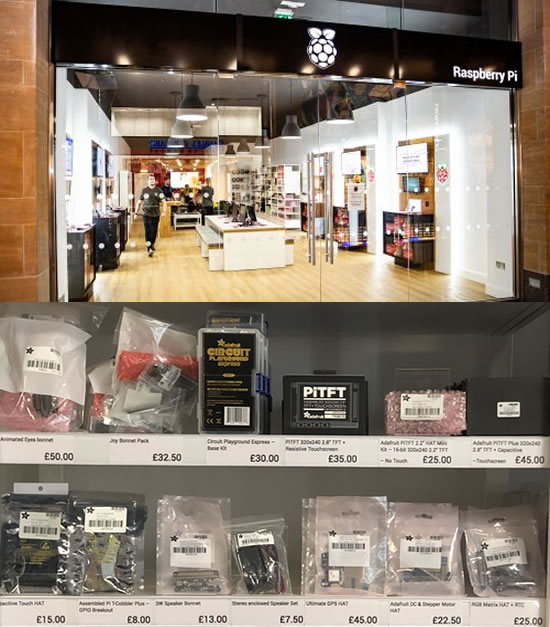 Raspberry Pi
adafruit
CIRCUIT
PLAYGROUND
express
PiTFT
Animated Eyes bonnet
£50.00
Joy Bonnet Pack
£32.50
Circuit Playground Express –
Base Kit
£30.00
PiTFT 320x240 2.8" TFT +
Resistive Touchscreen
£35.00
Adafruit PiTFT 2.2" HAT Mini
Kit – 18-bit 320x240 2.2" TFT
– No Touch
£25.00
Adafruit PiTFT Plus 320x240
2.8" TFT + Capacitive
-Touchscreen
£45.00
pacitive Touch HAT
£15.00
Assembled Pi T-Cobbler Plus –
GPIO Breakout
£8.00
3W Speaker Bonnet
£13.00
Stereo enclosed Speaker Set
£7.50
Ultimate GPS HAT
£45.00
Adafruit DC & Stepper Motor
HAT
£22.50
RGB Matrix HAT + RTC
£25.00